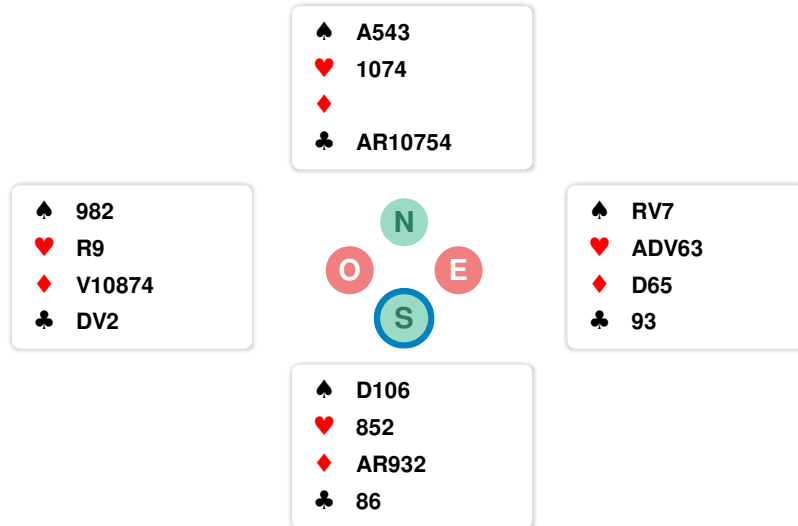 ♠ A543
♥ 1074
♦
♣ AR10754
♠ 982
♥ R9
♦ V10874
♣ DV2
N
O E
S
♠ RV7
♥ ADV63
♦ D65
♣ 93
♠ D106
♥ 852
♦ AR932
♣ 86